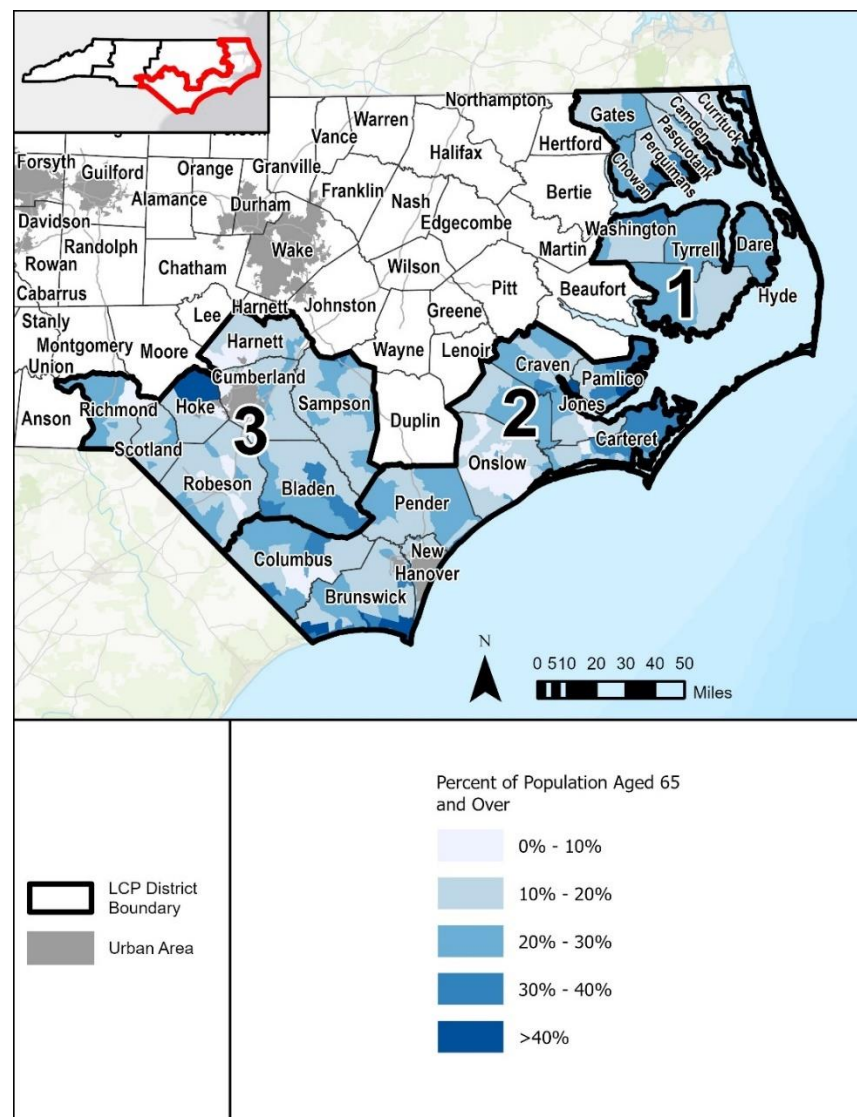 Northampton
Warren
Vance
Gates
Camden
Currituck
Pasquotank
Perquimans
Chowan
Hertford
Halifax
Forsyth
Guilford
Orange
Granville
Alamance
Durham
Franklin
Nash
Bertie
Edgecombe
Davidson
Randolph
Wake
Martin
Washington
Tyrrell
Dare
Rowan
Chatham
Wilson
Cabarrus
Pitt
Beaufort
1
Hyde
Stanly
Lee
Harnett
Johnston
Greene
Montgomery
Union
Moore
Harnett
Wayne
Lenoir
Craven
Cumberland
Pamlico
Anson
Richmond
Hoke
3
Sampson
Duplin
2
Jones
Scotland
Carteret
Onslow
Robeson
Bladen
Pender
Columbus
New
Hanover
Brunswick
N
0 5 10 20 30 40 50
Miles
Percent of Population Aged 65
and Over
0% - 10%
LCP District
Boundary
10% - 20%
Urban Area
20% - 30%
30% - 40%
>40%